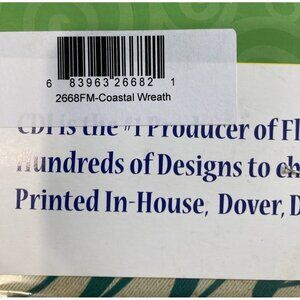 6 83963 26682 1
2668FM-Coastal Wreath
CDI is the #1 Producer of Fl
Hundreds of Designs to ch
Printed In-House, Dover, D